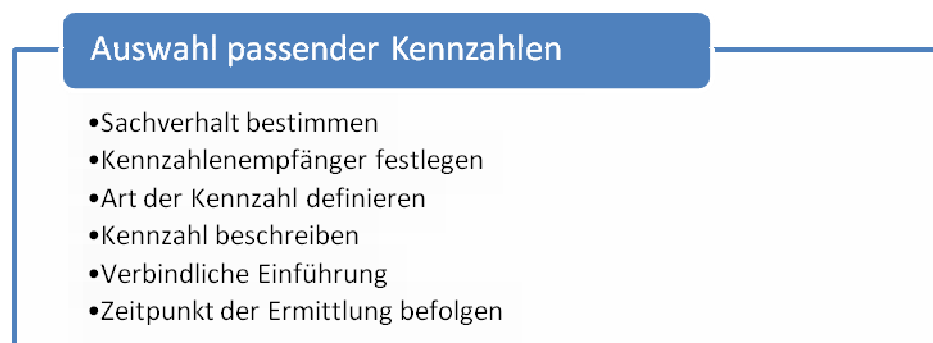 Auswahl passender Kennzahlen
•Sachverhalt bestimmen
•Kennzahlenempfänger festlegen
•Art der Kennzahl definieren
•Kennzahl beschreiben
•Verbindliche Einführung
•Zeitpunkt der Ermittlung befolgen